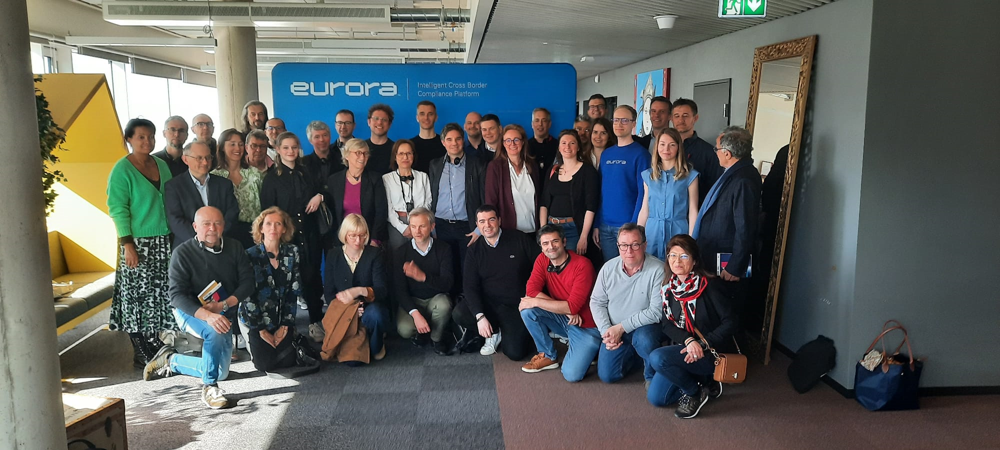 eurora
Intelligent Cross Border
Compliance Platform
eurora